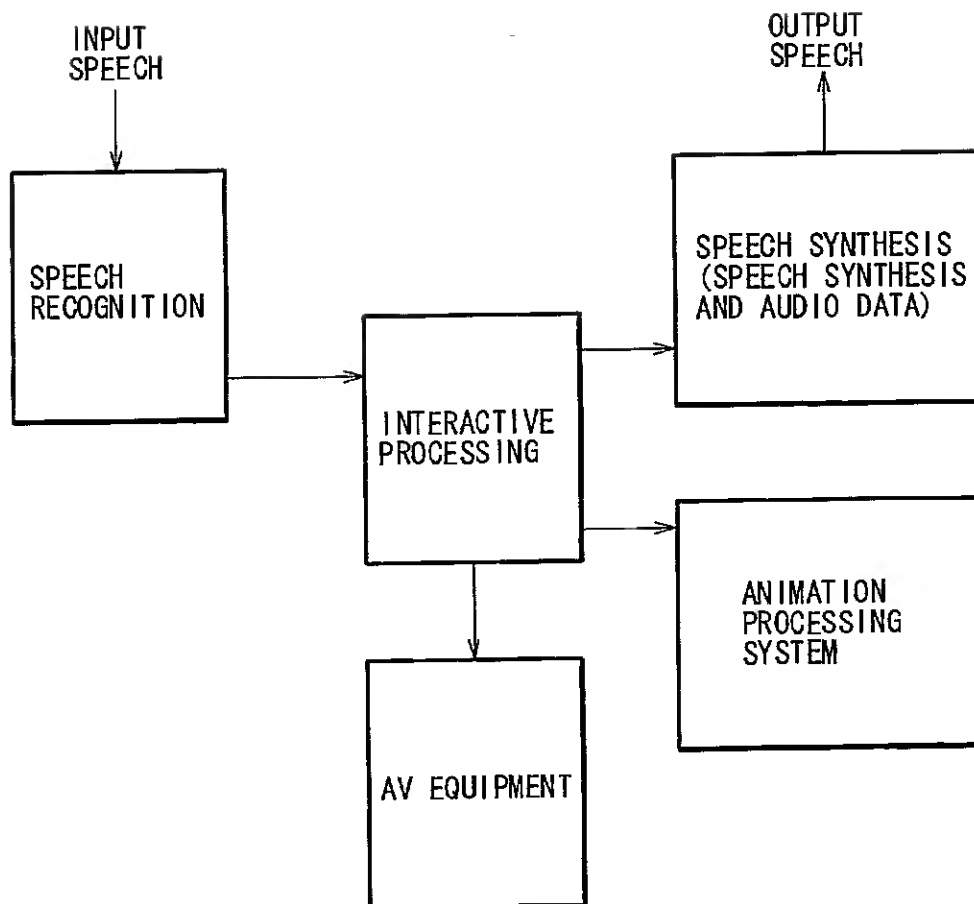 INPUT
SPEECH
OUTPUT
SPEECH
SPEECH
RECOGNITION
SPEECH SYNTHESIS
(SPEECH SYNTHESIS
AND AUDIO DATA)
INTERACTIVE
PROCESSING
ANIMATION
PROCESSING
SYSTEM
AV EQUIPMENT